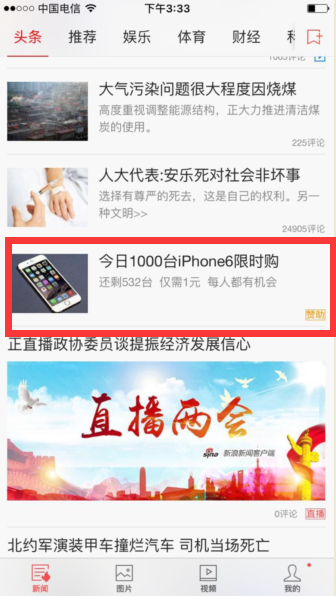 中国电信 下午3:33
头条 推荐 娱乐 体育 财经
大气污染问题很大程度因烧煤
高度重视调整能源结构，正大力推进清洁煤
炭的使用。
225评论
人大代表:安乐死对社会非坏事
选择有尊严的死去，这是自己的权利。另一
种文明>>
24905评论
今日1000台iPhone6限时购
还剩532台 仅需1元 每人都有机会
赞助
正直播政协委员谈提振经济发展信心
直播两会
sina 新浪新闻客户端
0评论 直播
北约军演装甲车撞烂汽车 司机当场死亡
新闻 图片 视频 我的